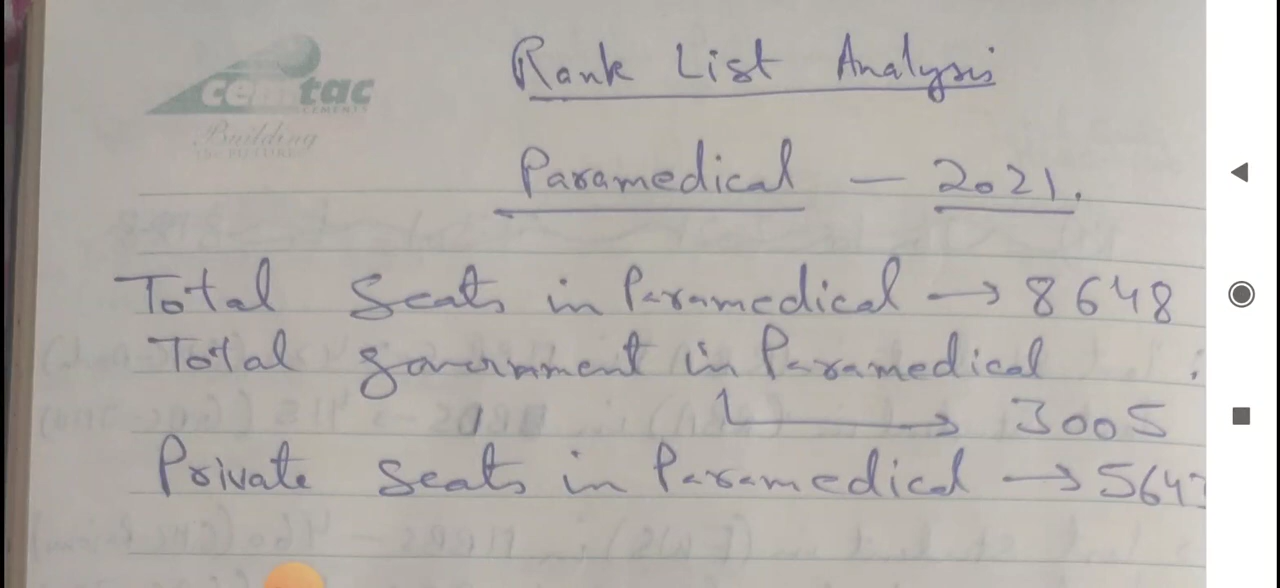 cemtac
CEMENTS
Building
Rank List Analysis
Paramedical — 2021.
Total Seats in Paramedical → 8648
Total government in Paramedical :
→ 3005
Private Seats in Paramedical → 564